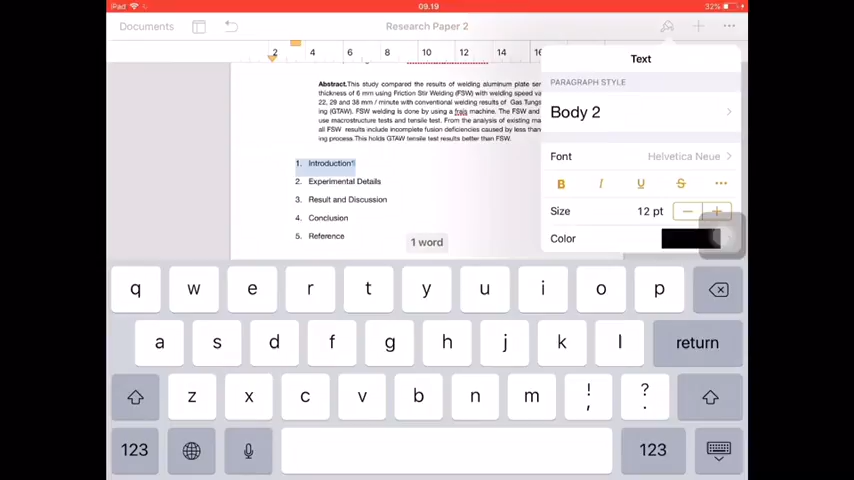 iPad
09.19
32%
Documents
Research Paper 2
2 4 6 8 10 12 14 16
Text
PARAGRAPH STYLE
Body 2
Font Helvetica Neue
B I U S
Size 12 pt
Color
Abstract.This study compared the results of welding aluminum plate
thickness of 6 mm using Friction Stir Welding (FSW) with welding speed
22, 29 and 38 mm / minute with conventional welding results of Gas Tungs
ing (GTAW). FSW welding is done by using a frais machine. The FSW and
use macrostructure tests and tensile test. From the analysis of existing
all FSW results include incomplete fusion deficiencies caused by less than
ing process. This holds GTAW tensile test results better than FSW.
1. Introduction
2. Experimental Details
3. Result and Discussion
4. Conclusion
5. Reference
1 word
q w e r t y u i o p
a s d f g h j k l return
z x c v b n m ! , ? .
123 123